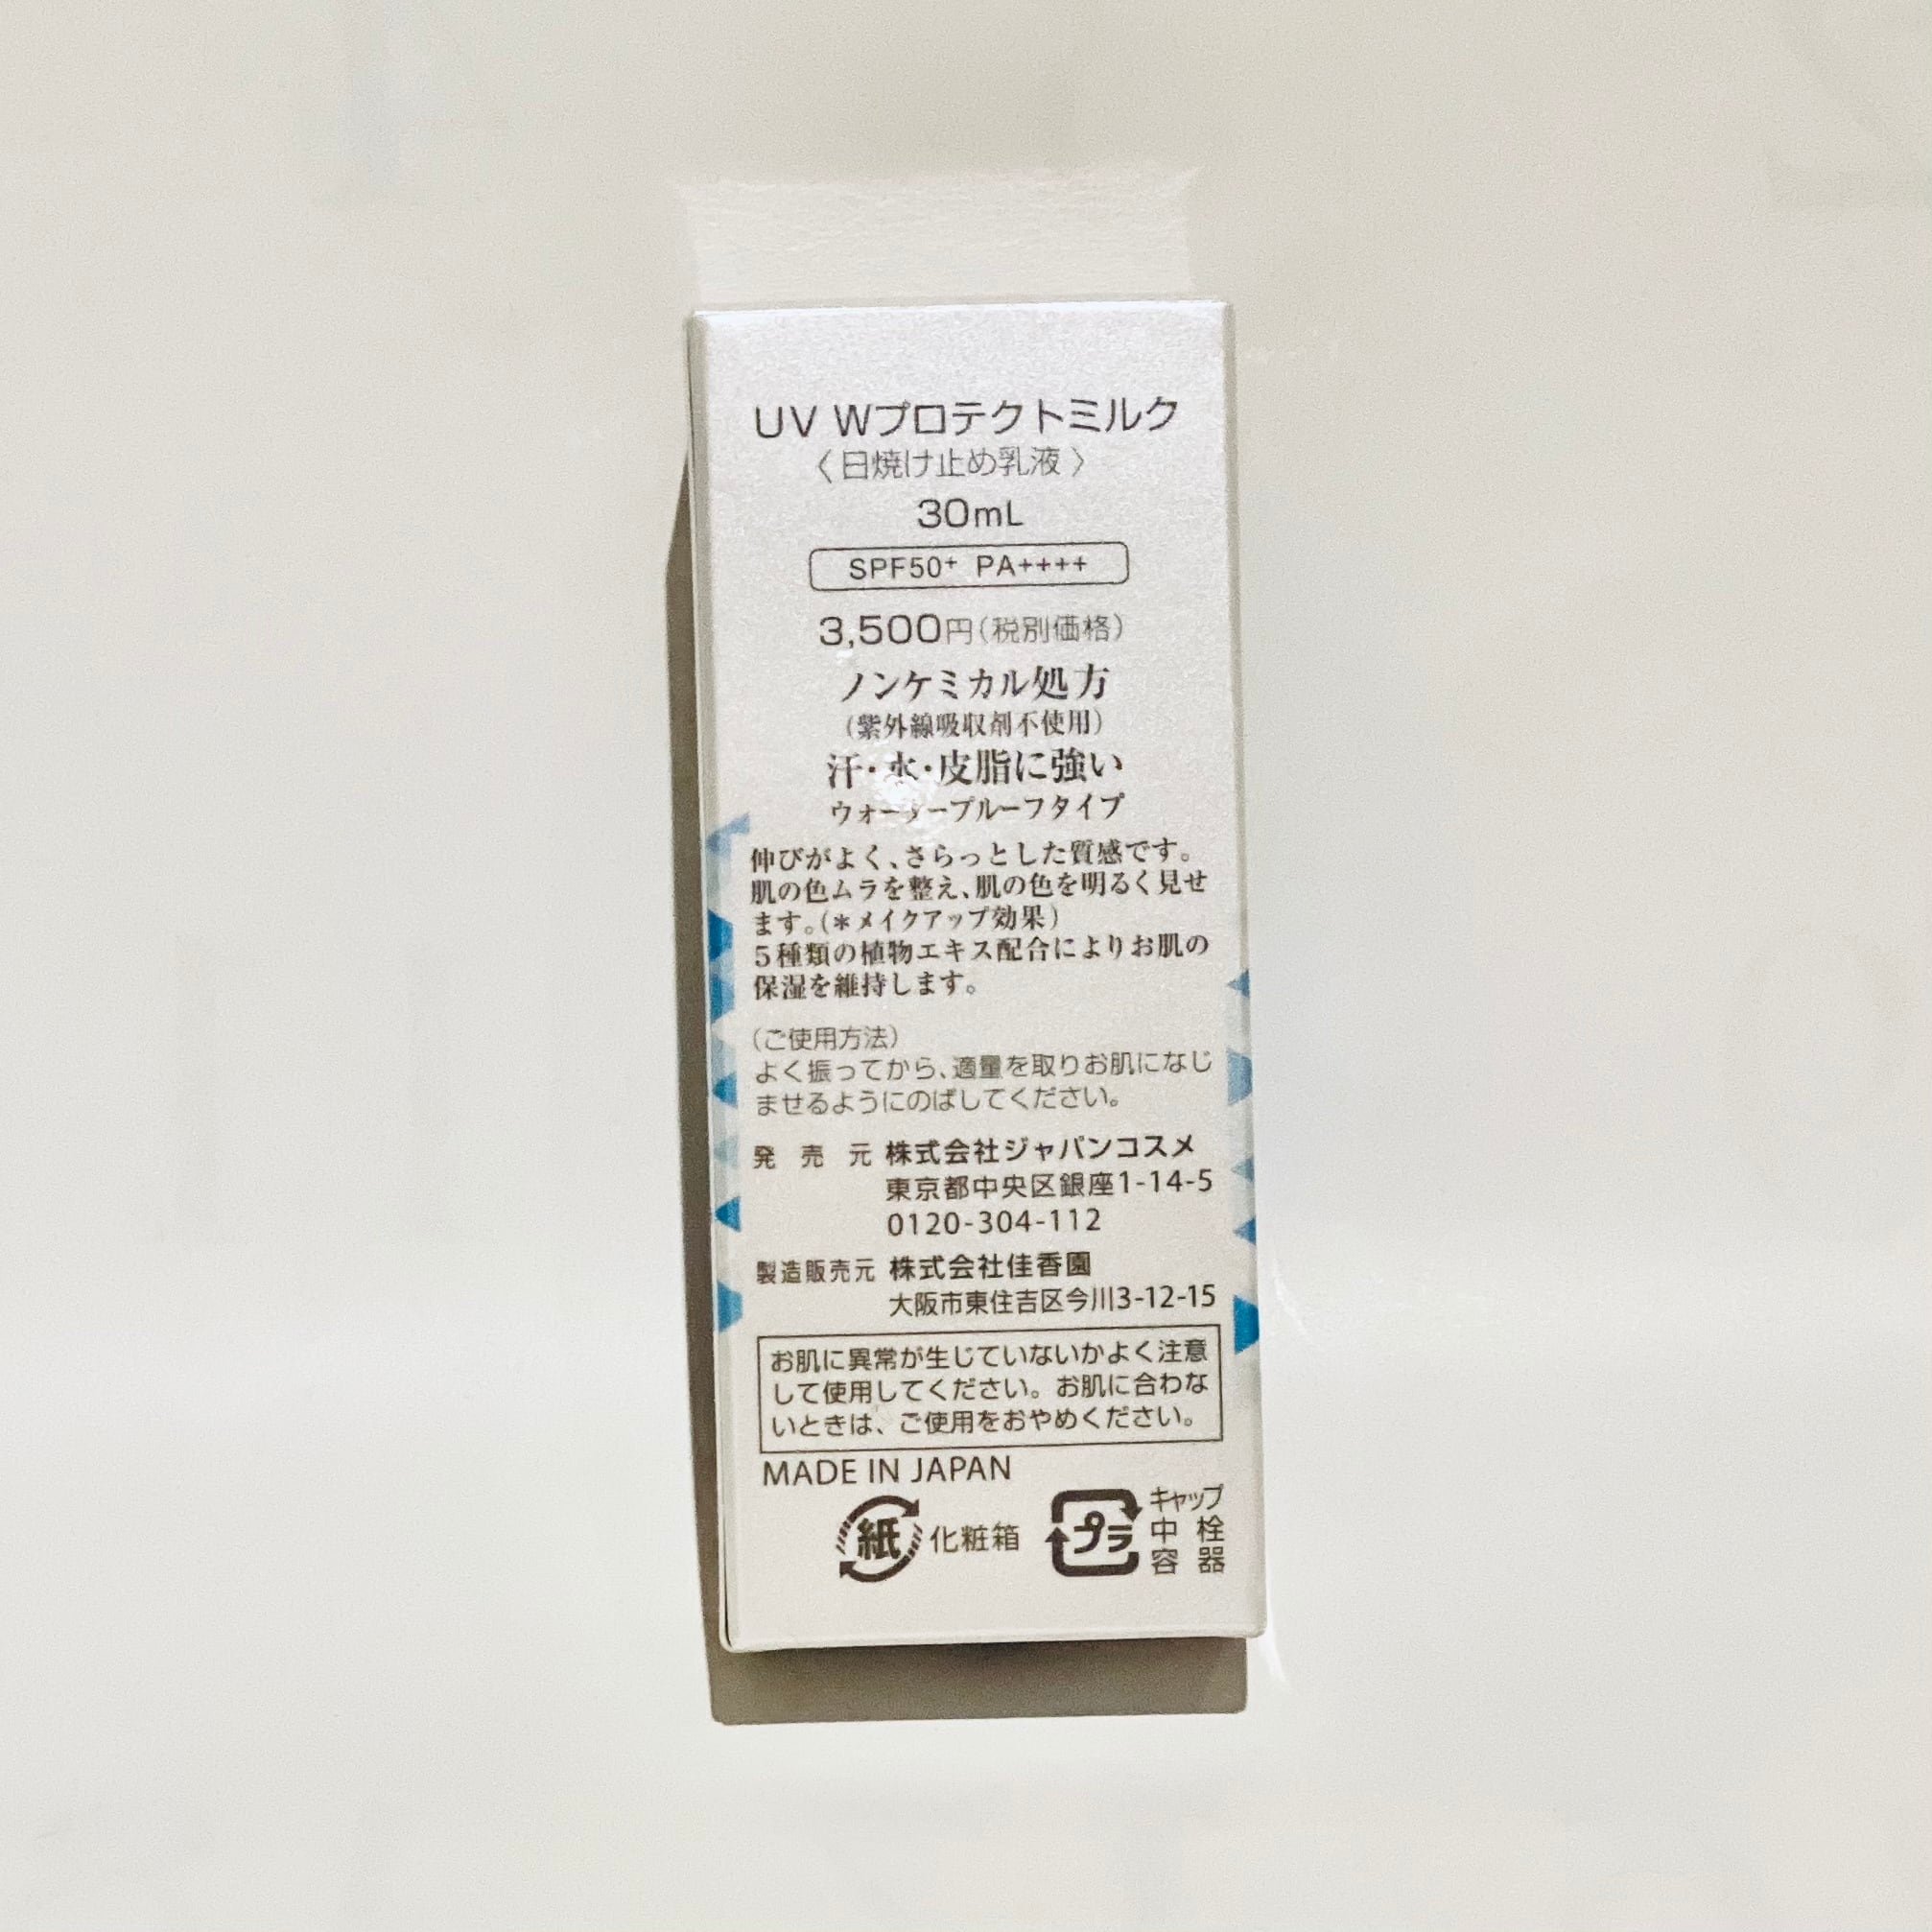 UV Wプロテクトミルク
〈日焼け止め乳液〉
30mL
SPF50+ PA++++
3,500円(税別価格)
ノンケミカル処方
(紫外線吸収剤不使用)
汗・水・皮脂に強い
ウォータープルーフタイプ
伸びがよく、さらっとした質感です。
肌の色ムラを整え、肌の色を明るく見せ
ます。(*メイクアップ効果)
5種類の植物エキス配合によりお肌の
保湿を維持します。
(ご使用方法)
よく振ってから、適量を取りお肌になじ
ませるようにのばしてください。
発売元 株式会社ジャパンコスメ
東京都中央区銀座1-14-5
0120-304-112
製造販売元 株式会社佳香園
大阪市東住吉区今川3-12-15
お肌に異常が生じていないかよく注意
して使用してください。お肌に合わな
いときは、ご使用をおやめください。
MADE IN JAPAN
紙 化粧箱
プラ キャップ
中栓
容器